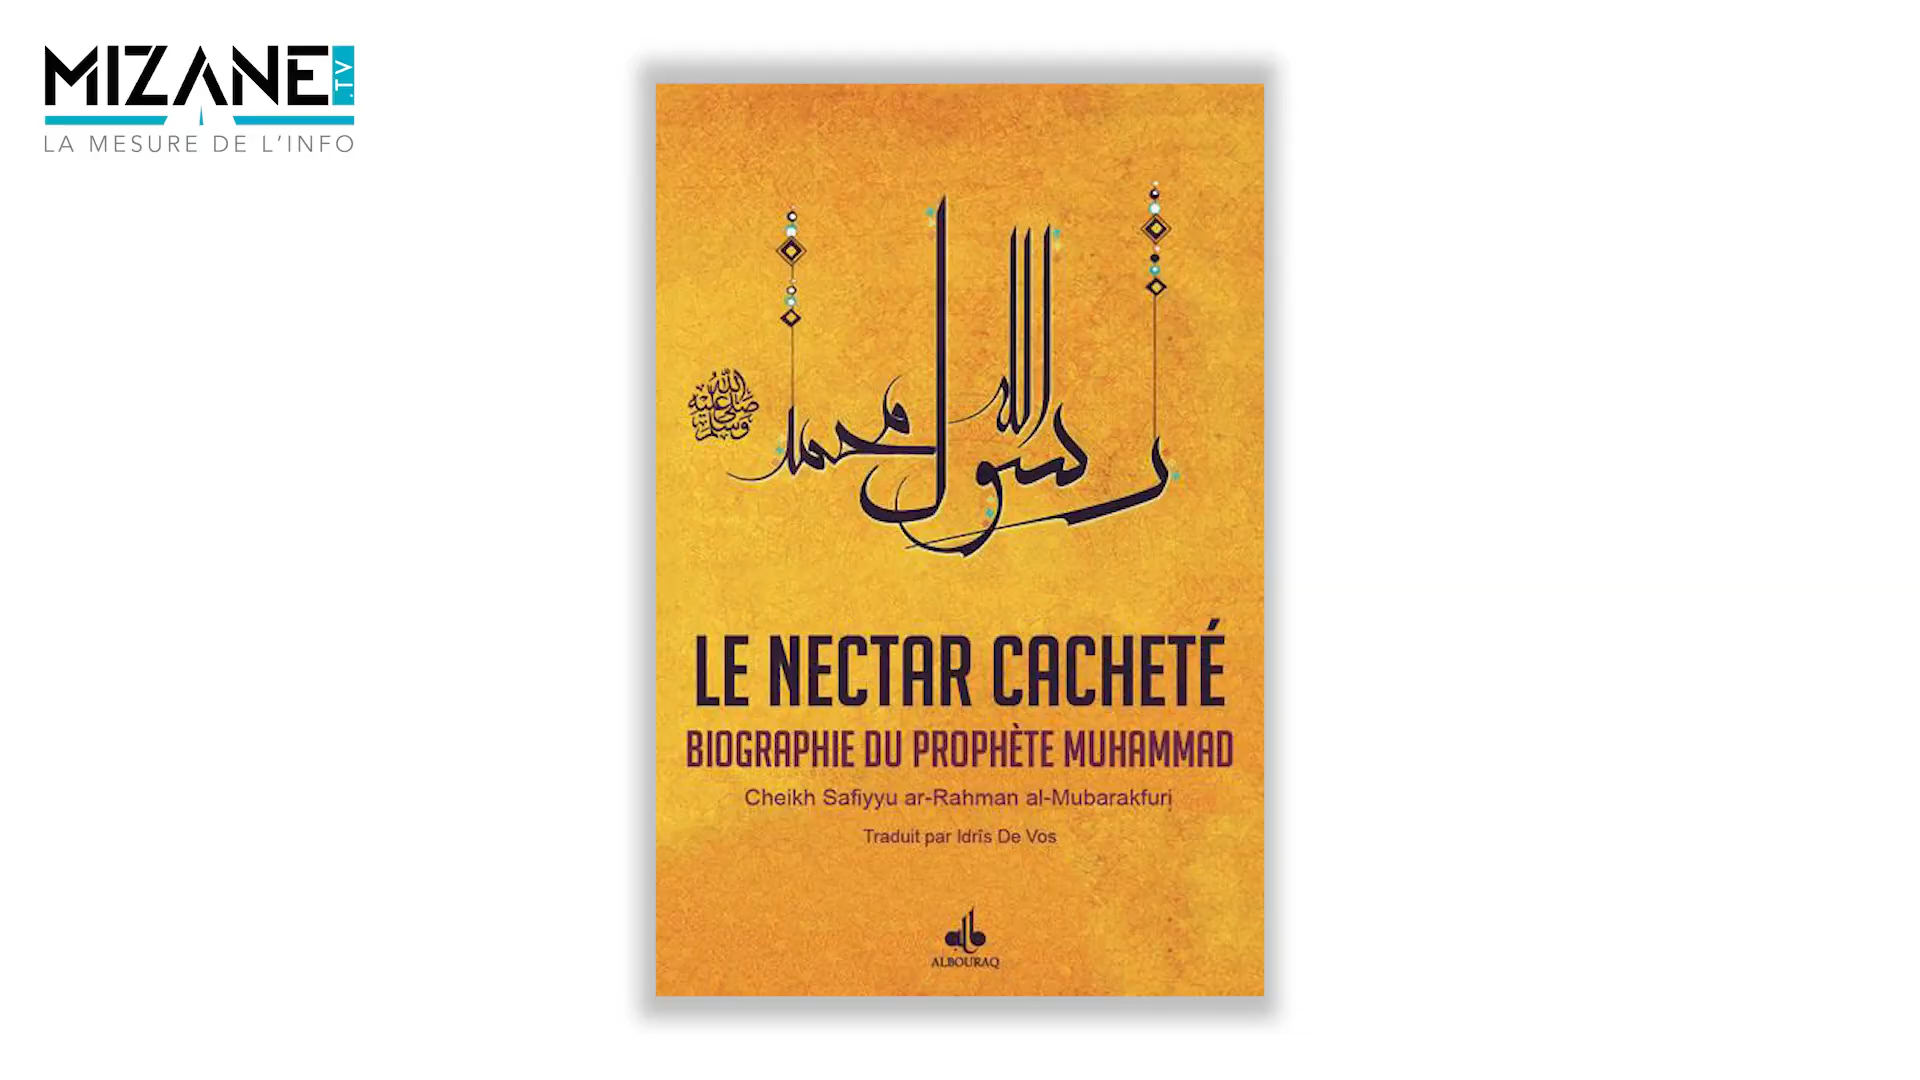 MIZANE.TV
LA MESURE DE L'INFO
محمد رسول الله
صلى الله عليه وسلم
LE NECTAR CACHETÉ
BIOGRAPHIE DU PROPHÈTE MUHAMMAD
Cheikh Safiyyu ar-Rahman al-Mubarakfuri
Traduit par Idrîs De Vos
ALBOURAQ